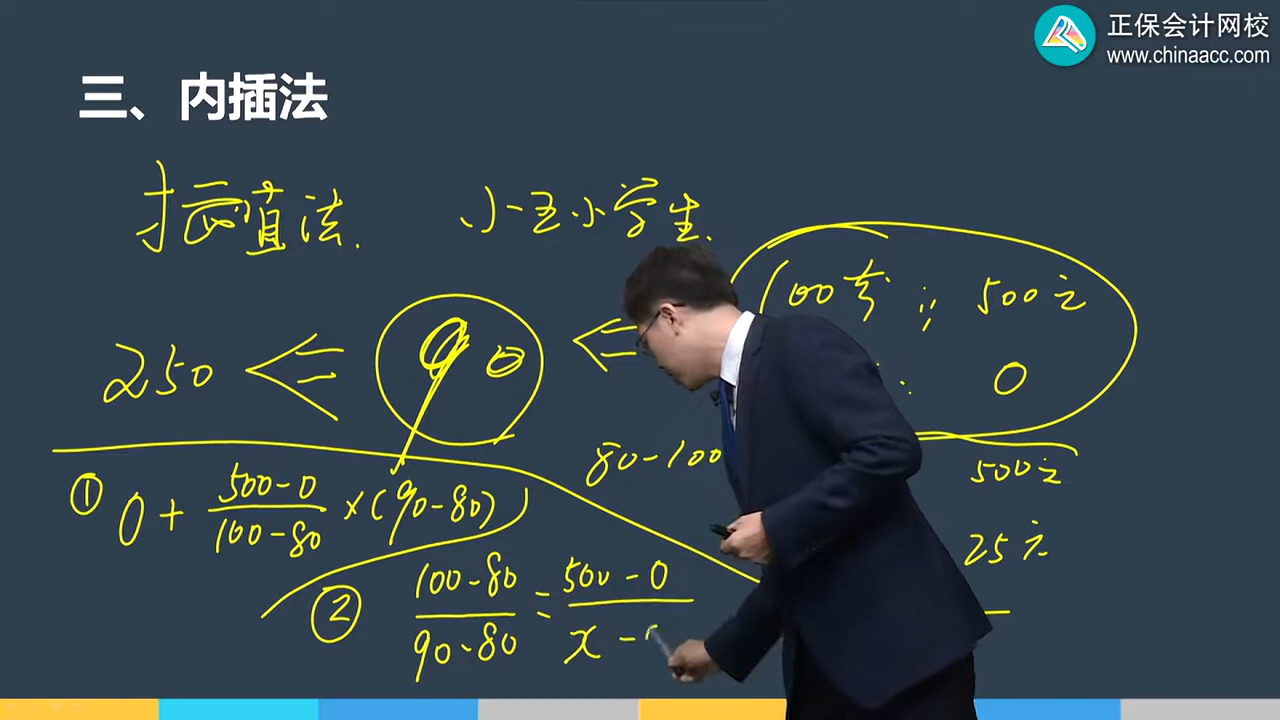 正保会计网校
www.chinaacc.com
三、内插法
插值法.
小王小学生.
100分 :: 500元
250 ⇐ 90 ⇐ : 0
80-100 500元
25元
① 0 + (500-0)/(100-80) ×(90-80)
② (100-80)/(90-80) = (500-0)/(x-